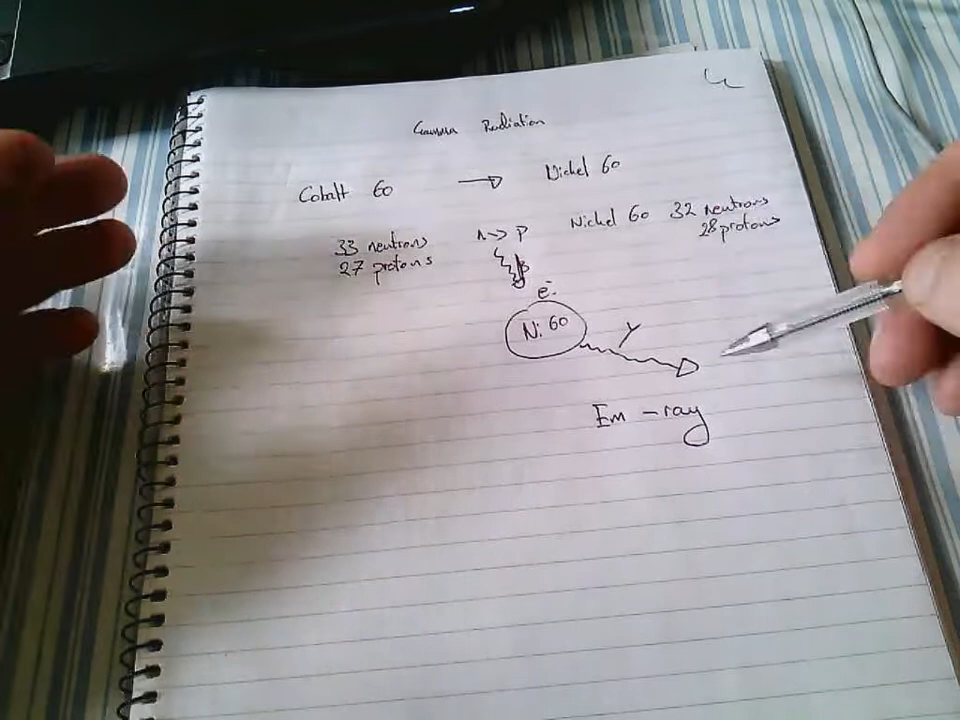 Gamma Radiation
Cobalt 60 → Nickel 60
33 neutrons
27 protons
n → p
e⁻
Nickel 60 32 neutrons
28 protons
Ni 60
γ
Em - ray